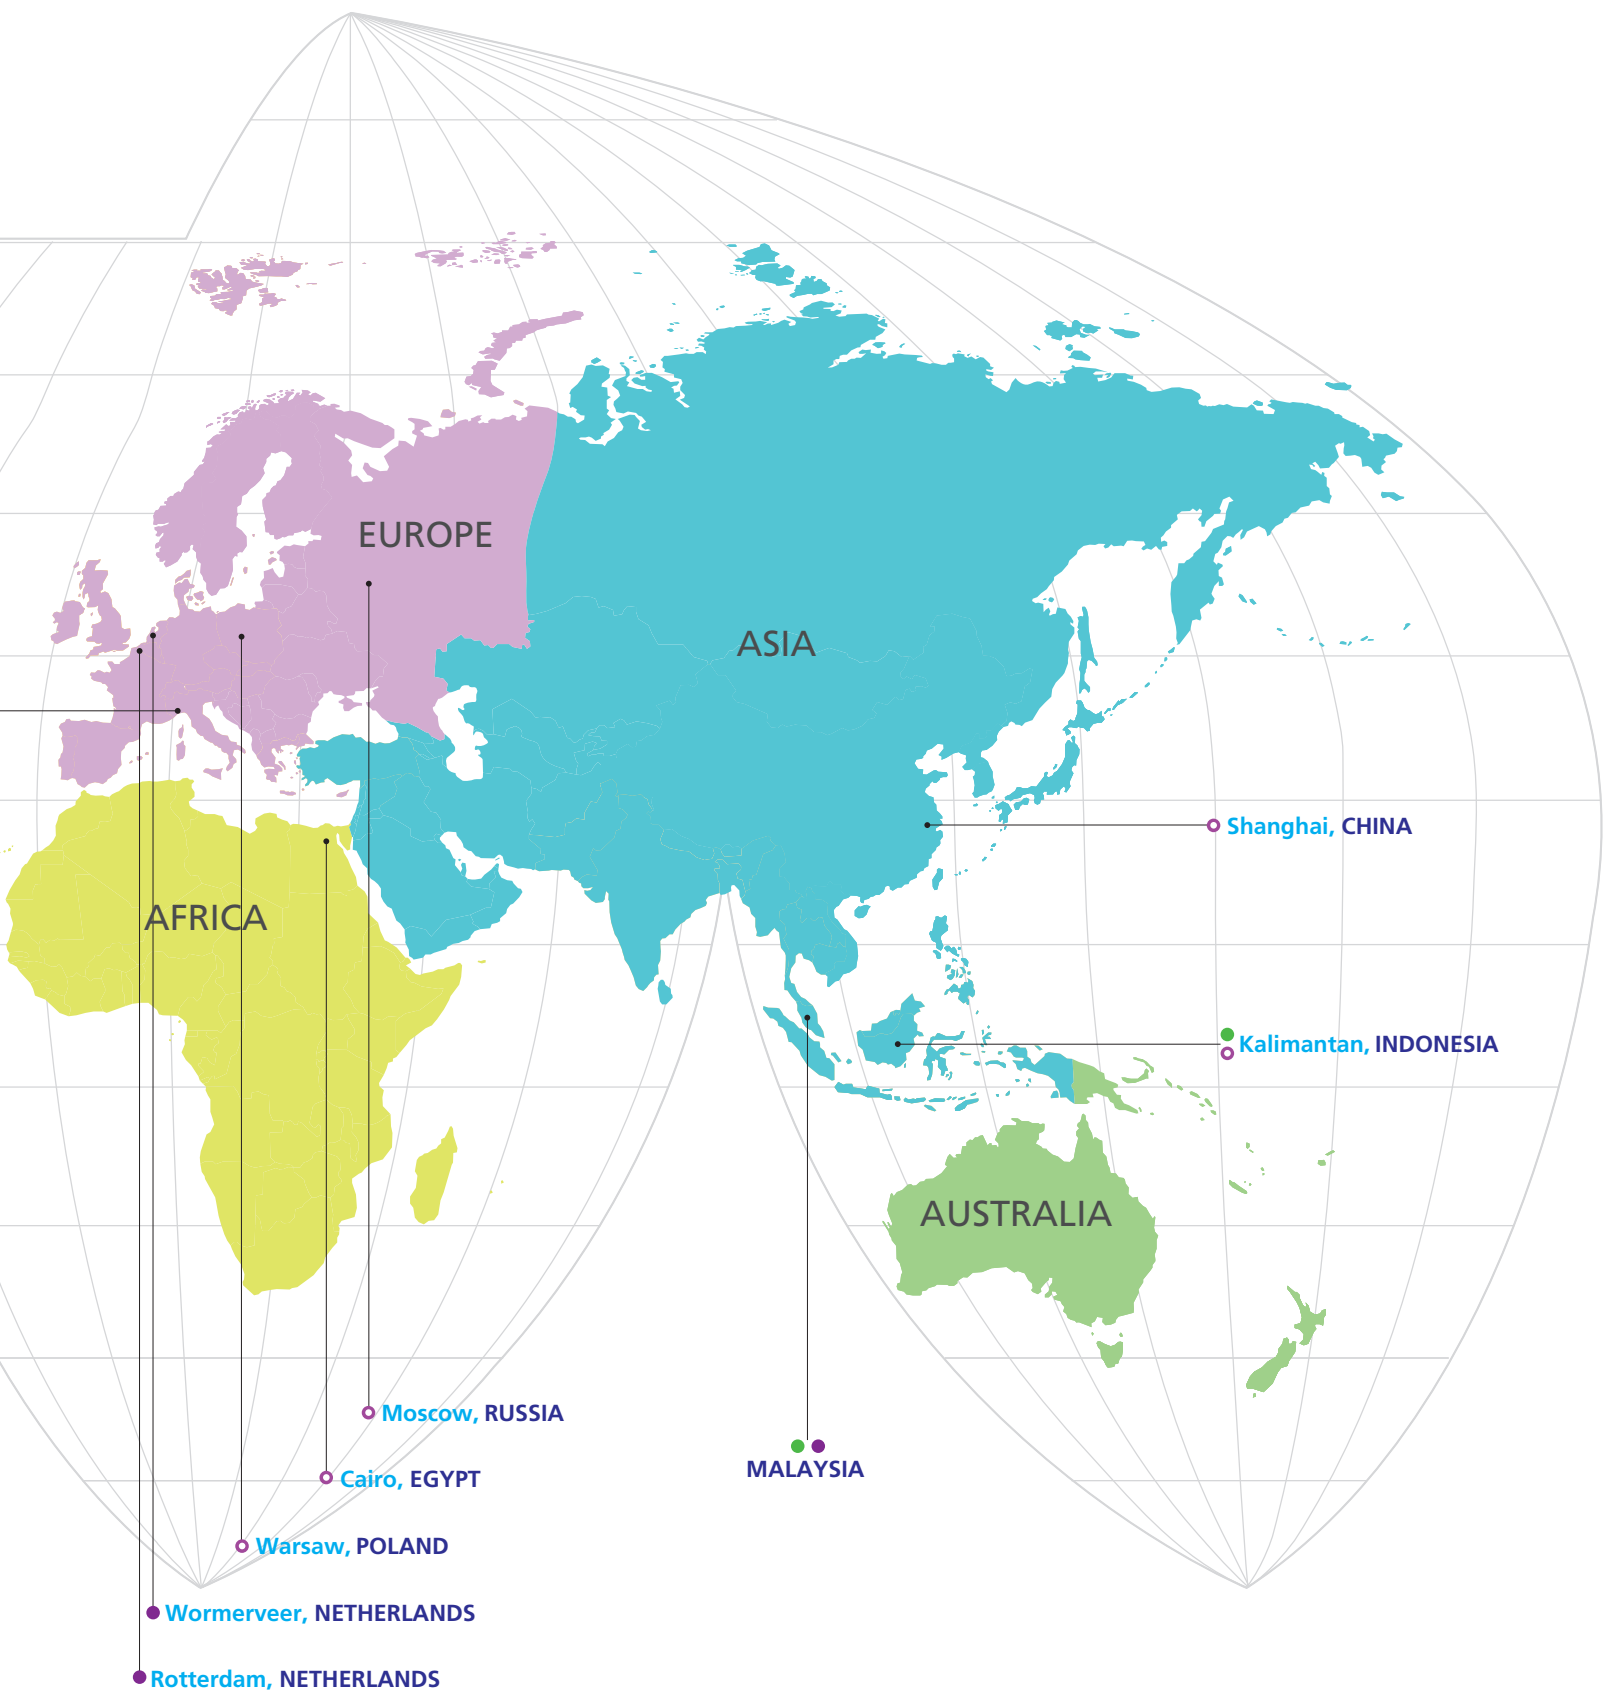 EUROPE
ASIA
Shanghai, CHINA
AFRICA
Kalimantan, INDONESIA
AUSTRALIA
Moscow, RUSSIA
MALAYSIA
Cairo, EGYPT
Warsaw, POLAND
Wormerveer, NETHERLANDS
Rotterdam, NETHERLANDS